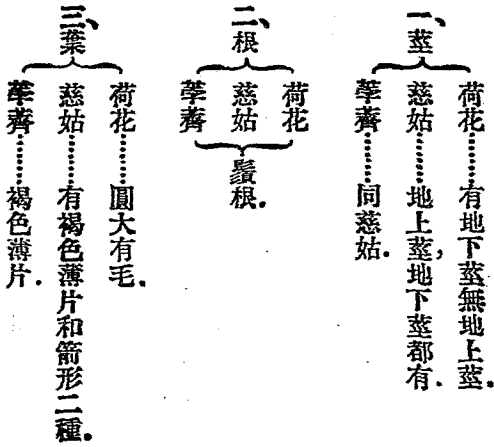 一、莖
荷花………有地下莖無地上莖.
慈姑………地上莖,地下莖都有.
荸薺………同慈姑.
二、根
荷花
慈姑
荸薺
鬚根.
三、葉
荷花………圓大有毛.
慈姑………有褐色薄片和箭形二種.
荸薺………褐色薄片.